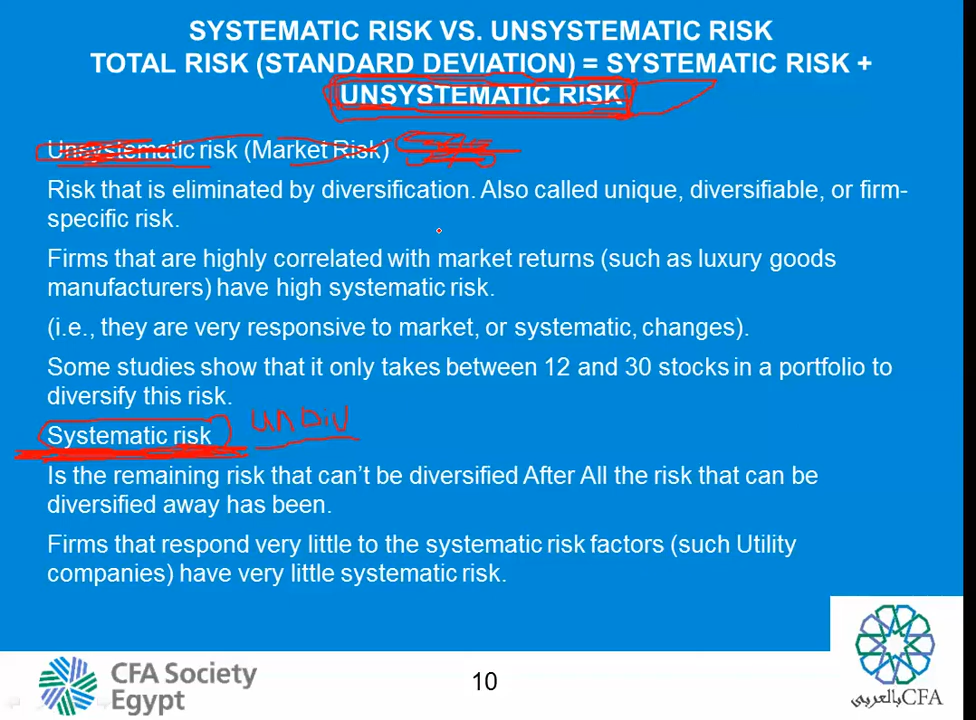 SYSTEMATIC RISK VS. UNSYSTEMATIC RISK
TOTAL RISK (STANDARD DEVIATION) = SYSTEMATIC RISK +
UNSYSTEMATIC RISK
Unsystematic risk (Market Risk)
Risk that is eliminated by diversification. Also called unique, diversifiable, or firm-
specific risk.
Firms that are highly correlated with market returns (such as luxury goods
manufacturers) have high systematic risk.
(i.e., they are very responsive to market, or systematic, changes).
Some studies show that it only takes between 12 and 30 stocks in a portfolio to
diversify this risk.
unDiv
Systematic risk
Is the remaining risk that can’t be diversified After All the risk that can be
diversified away has been.
Firms that respond very little to the systematic risk factors (such Utility
companies) have very little systematic risk.
CFA Society
Egypt
10
CFA بالعربي